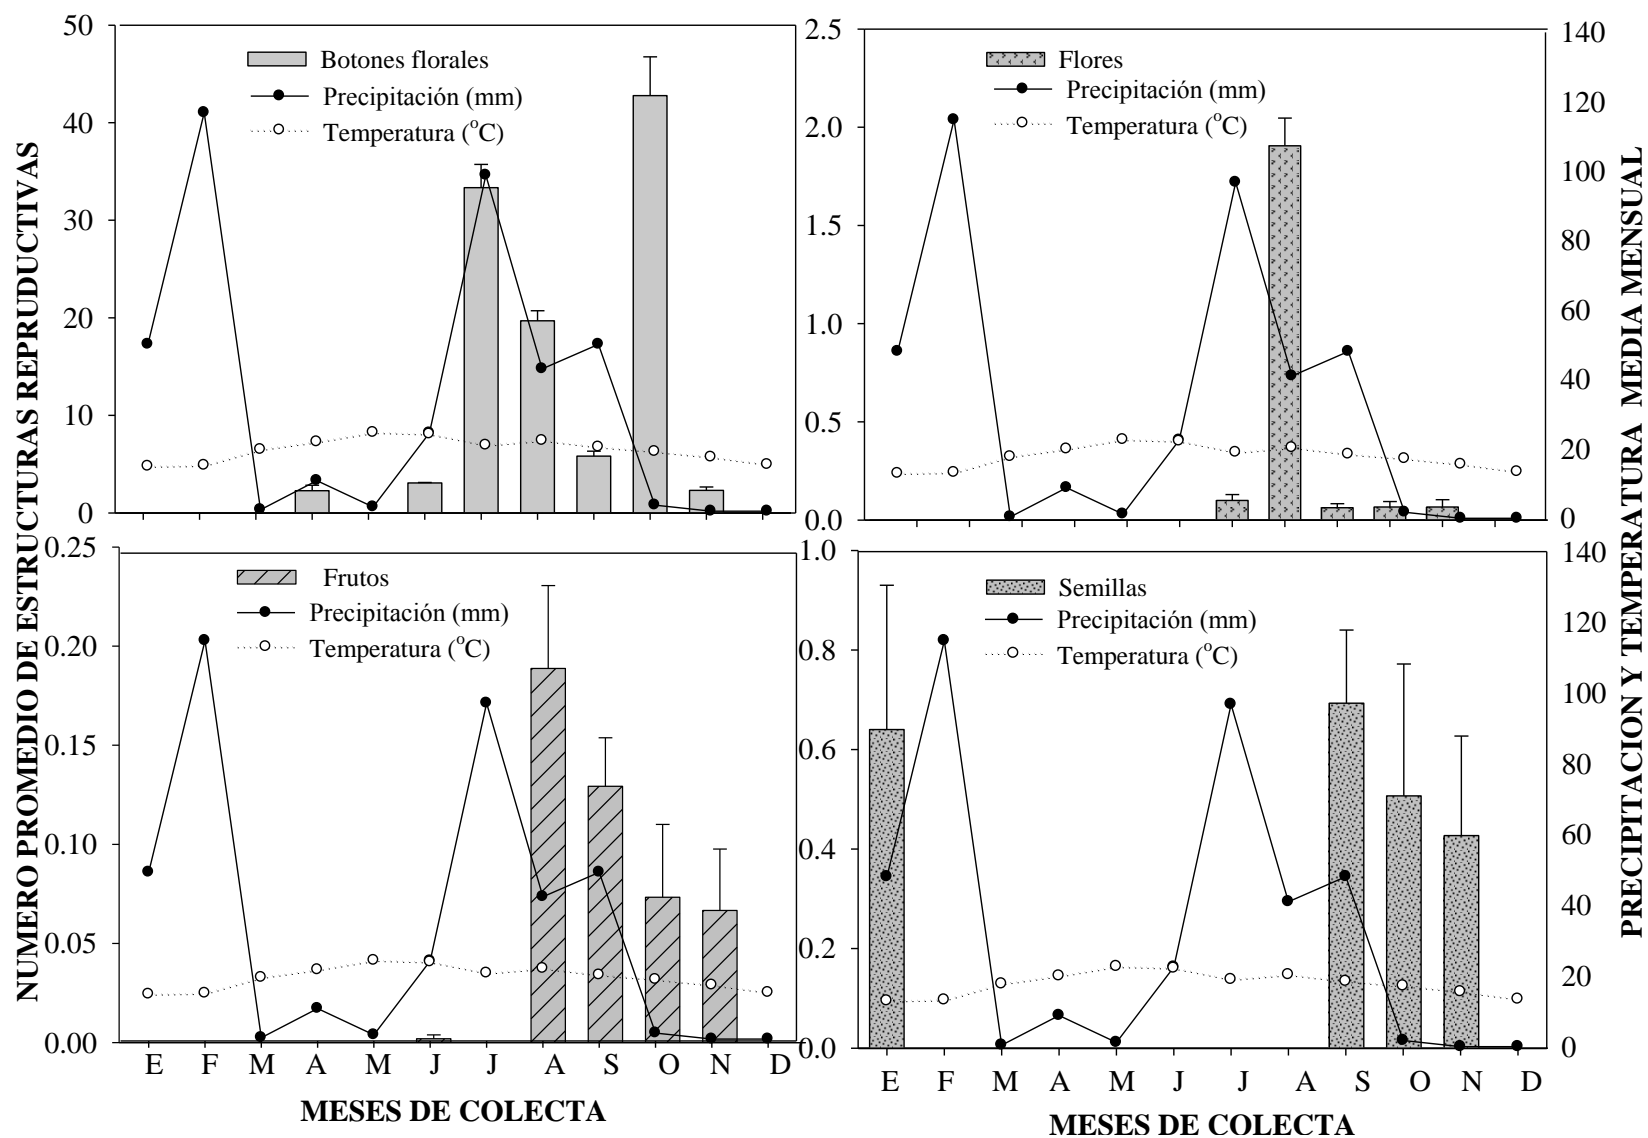 NUMERO PROMEDIO DE ESTRUCTURAS REPRUDUCTIVAS
50
40
30
20
10
0
Botones florales
Precipitación (mm)
Temperatura (°C)
2.5
2.0
1.5
1.0
0.5
0.0
Flores
Precipitación (mm)
Temperatura (°C)
140
120
100
80
60
40
20
0
PRECIPITACION Y TEMPERATURA MEDIA MENSUAL
0.25
0.20
0.15
0.10
0.05
0.00
Frutos
Precipitación (mm)
Temperatura (°C)
E F M A M J J A S O N D
MESES DE COLECTA
1.0
0.8
0.6
0.4
0.2
0.0
Semillas
Precipitación (mm)
Temperatura (°C)
140
120
100
80
60
40
20
0
E F M A M J J A S O N D
MESES DE COLECTA